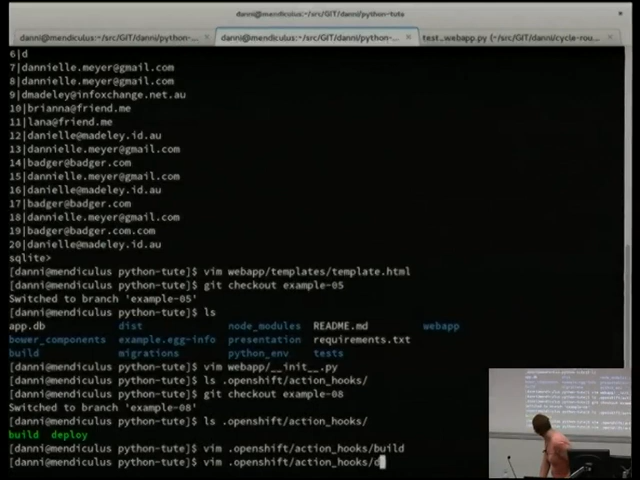 danni@mendiculus:~/src/GIT/danni/python-tute
danni@mendiculus:~/src/GIT/danni/python-... × danni@mendiculus:~/src/GIT/danni/python-... × test_webapp.py (~/src/GIT/danni/cycle-rou... ×
6|d
7|dannielle.meyer@gmail.com
8|dannielle.meyer@gmail.com
9|dmadeley@infoxchange.net.au
10|brianna@friend.me
11|lana@friend.me
12|danielle@madeley.id.au
13|danielle.meyer@gmail.com
14|badger@badger.com
15|dannielle.meyer@gmail.com
16|danielle@madeley.id.au
17|badger@badger.com
18|dannielle.meyer@gmail.com
19|badger@badger.com.com
20|danielle@madeley.id.au
sqlite>
[danni@mendiculus python-tute]$ vim webapp/templates/template.html
[danni@mendiculus python-tute]$ git checkout example-05
Switched to branch 'example-05'
[danni@mendiculus python-tute]$ ls
app.db dist node_modules README.md webapp
bower_components example.egg-info presentation requirements.txt
build migrations python_env tests
[danni@mendiculus python-tute]$ vim webapp/__init__.py
[danni@mendiculus python-tute]$ ls .openshift/action_hooks/
[danni@mendiculus python-tute]$ git checkout example-08
Switched to branch 'example-08'
[danni@mendiculus python-tute]$ ls .openshift/action_hooks/
build deploy
[danni@mendiculus python-tute]$ vim .openshift/action_hooks/build
[danni@mendiculus python-tute]$ vim .openshift/action_hooks/d